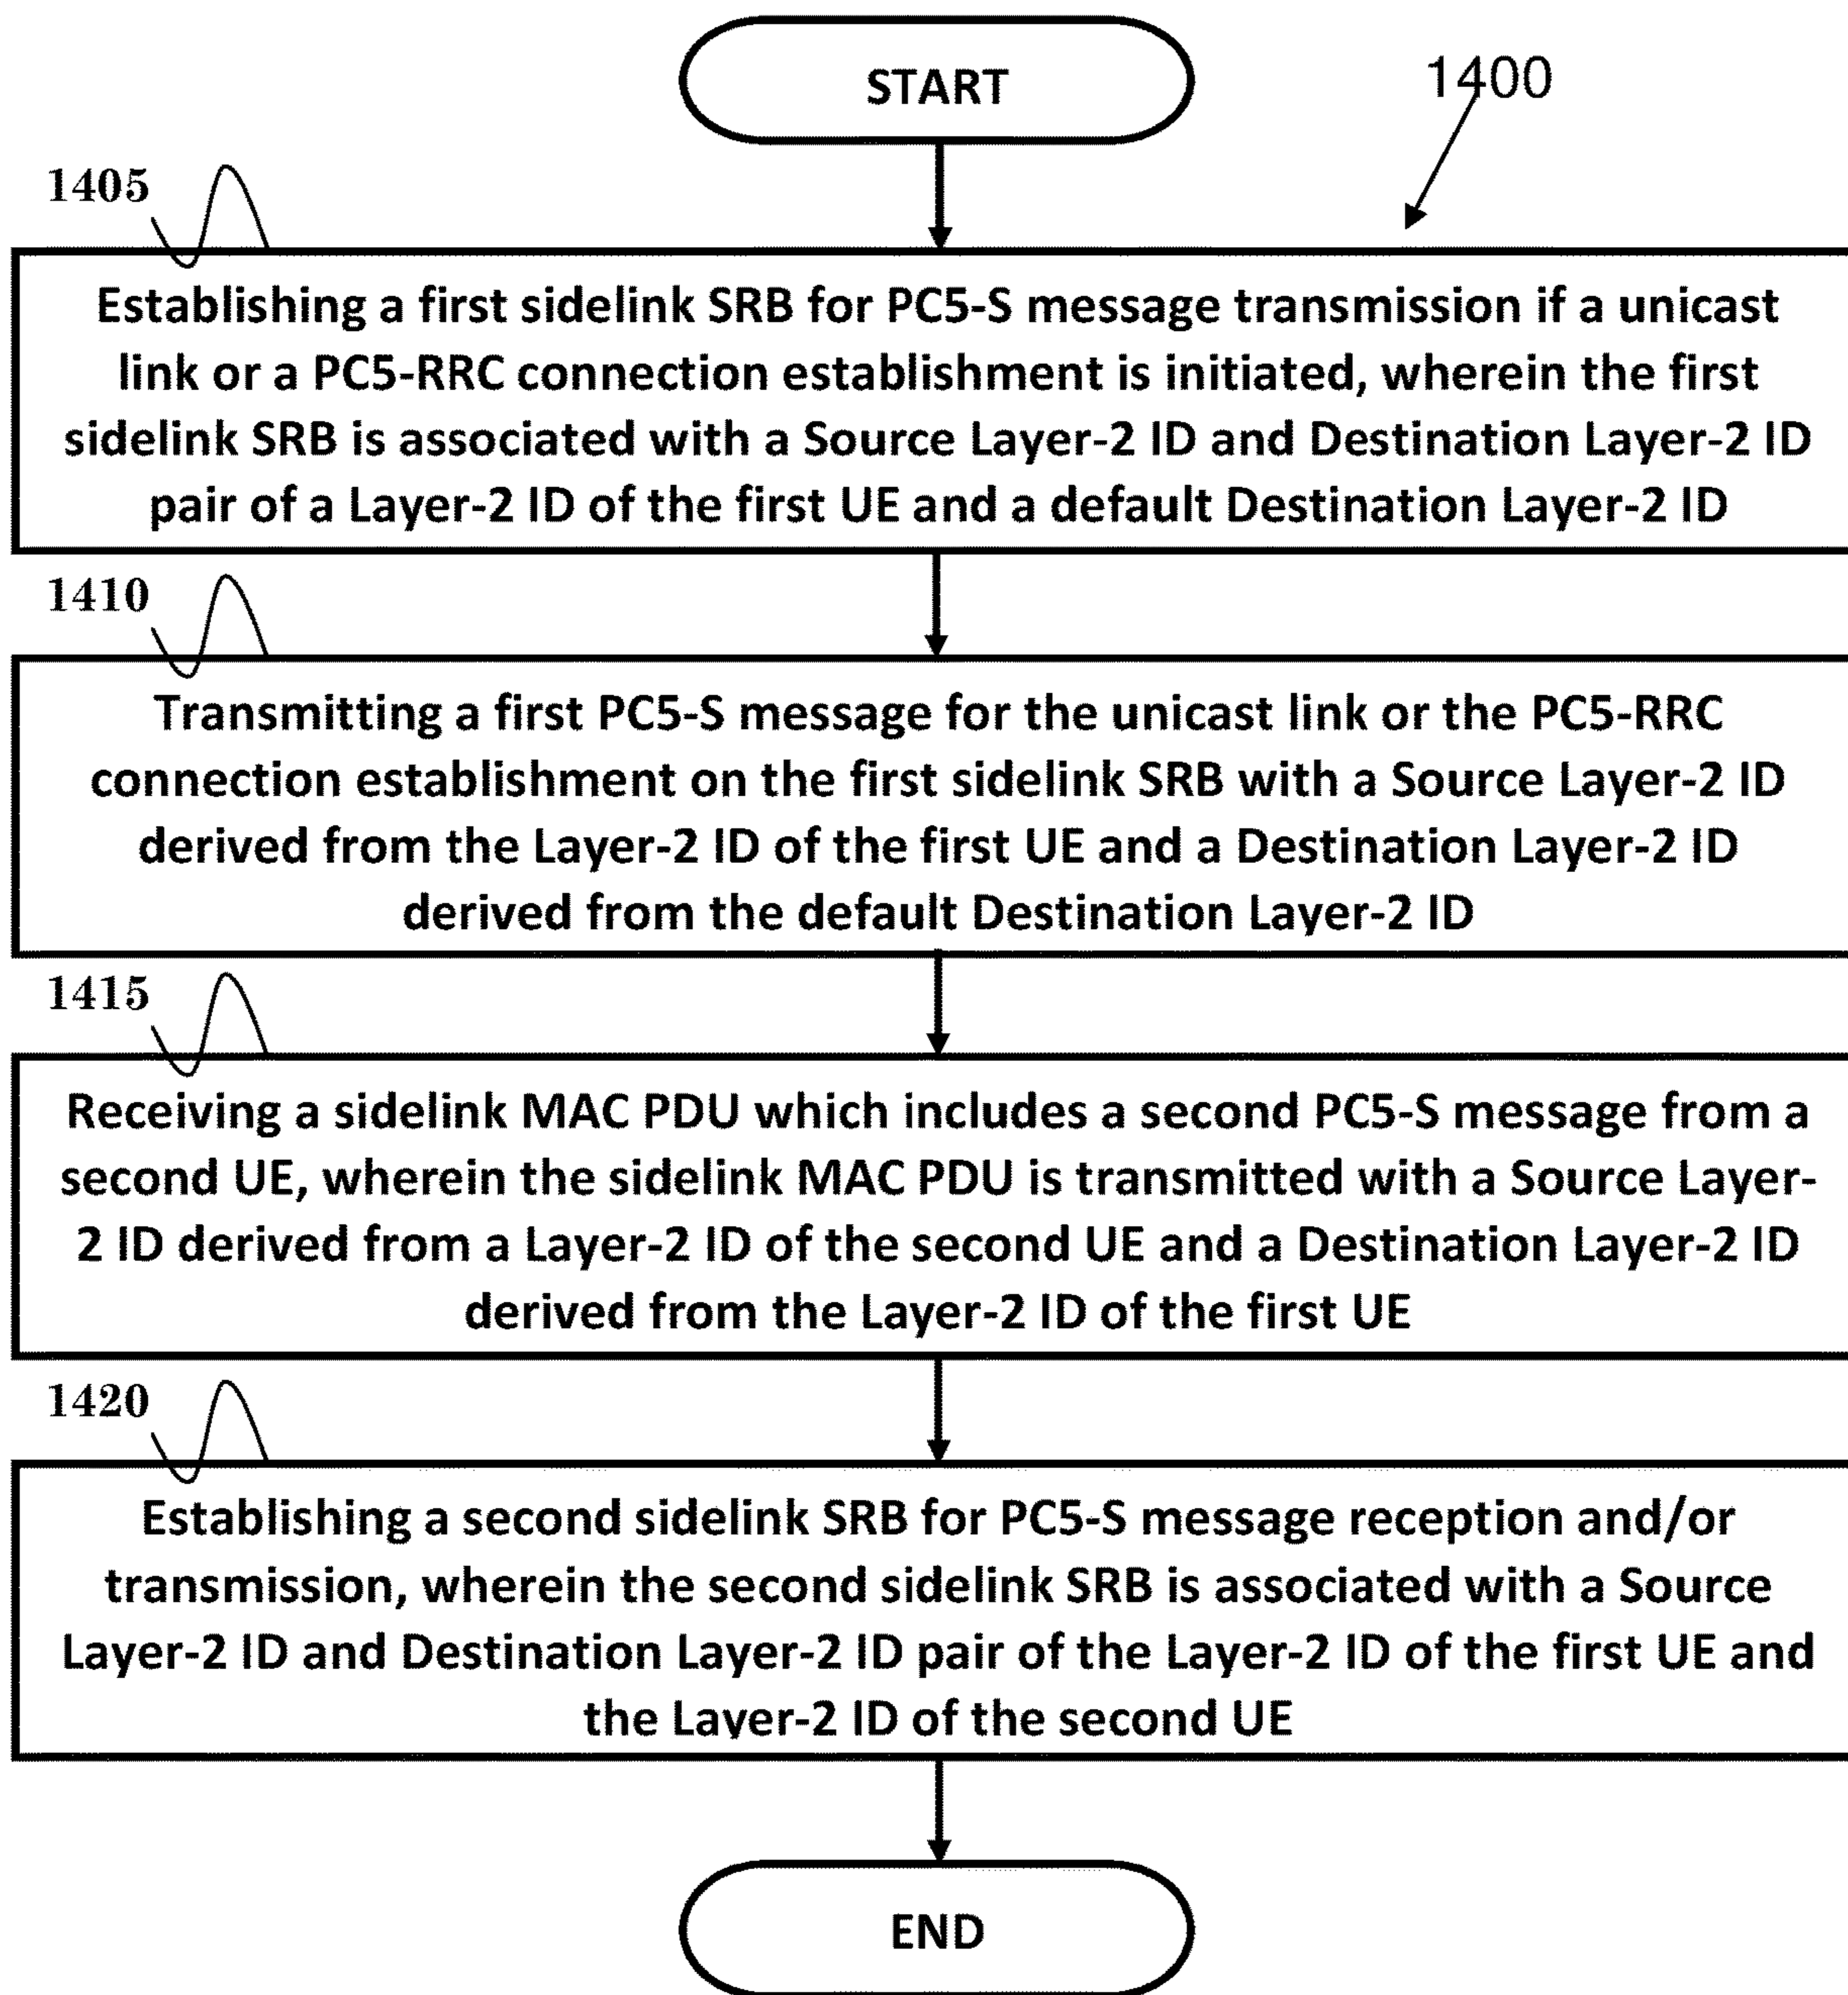 START
1400
1405
Establishing a first sidelink SRB for PC5-S message transmission if a unicast
link or a PC5-RRC connection establishment is initiated, wherein the first
sidelink SRB is associated with a Source Layer-2 ID and Destination Layer-2 ID
pair of a Layer-2 ID of the first UE and a default Destination Layer-2 ID
1410
Transmitting a first PC5-S message for the unicast link or the PC5-RRC
connection establishment on the first sidelink SRB with a Source Layer-2 ID
derived from the Layer-2 ID of the first UE and a Destination Layer-2 ID
derived from the default Destination Layer-2 ID
1415
Receiving a sidelink MAC PDU which includes a second PC5-S message from a
second UE, wherein the sidelink MAC PDU is transmitted with a Source Layer-
2 ID derived from a Layer-2 ID of the second UE and a Destination Layer-2 ID
derived from the Layer-2 ID of the first UE
1420
Establishing a second sidelink SRB for PC5-S message reception and/or
transmission, wherein the second sidelink SRB is associated with a Source
Layer-2 ID and Destination Layer-2 ID pair of the Layer-2 ID of the first UE and
the Layer-2 ID of the second UE
END